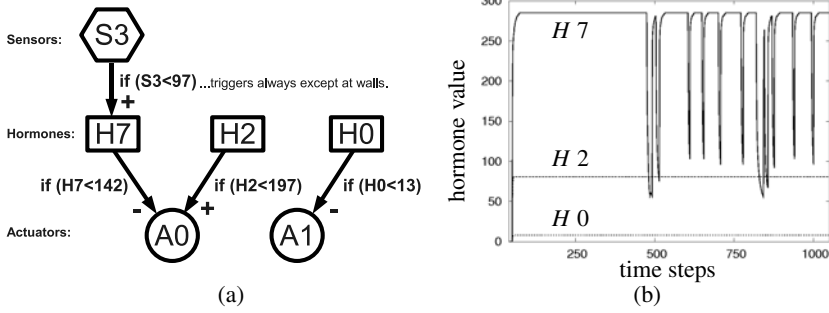 Sensors:
S3
if (S3<97) ...triggers always except at walls.
+
Hormones:
H7
H2
H0
if (H7<142)
if (H2<197)
if (H0<13)
-
+
-
Actuators:
A0
A1
(a)
300
250
200
150
100
50
0
hormone value
H 7
H 2
H 0
250
500
750
1000
time steps
(b)